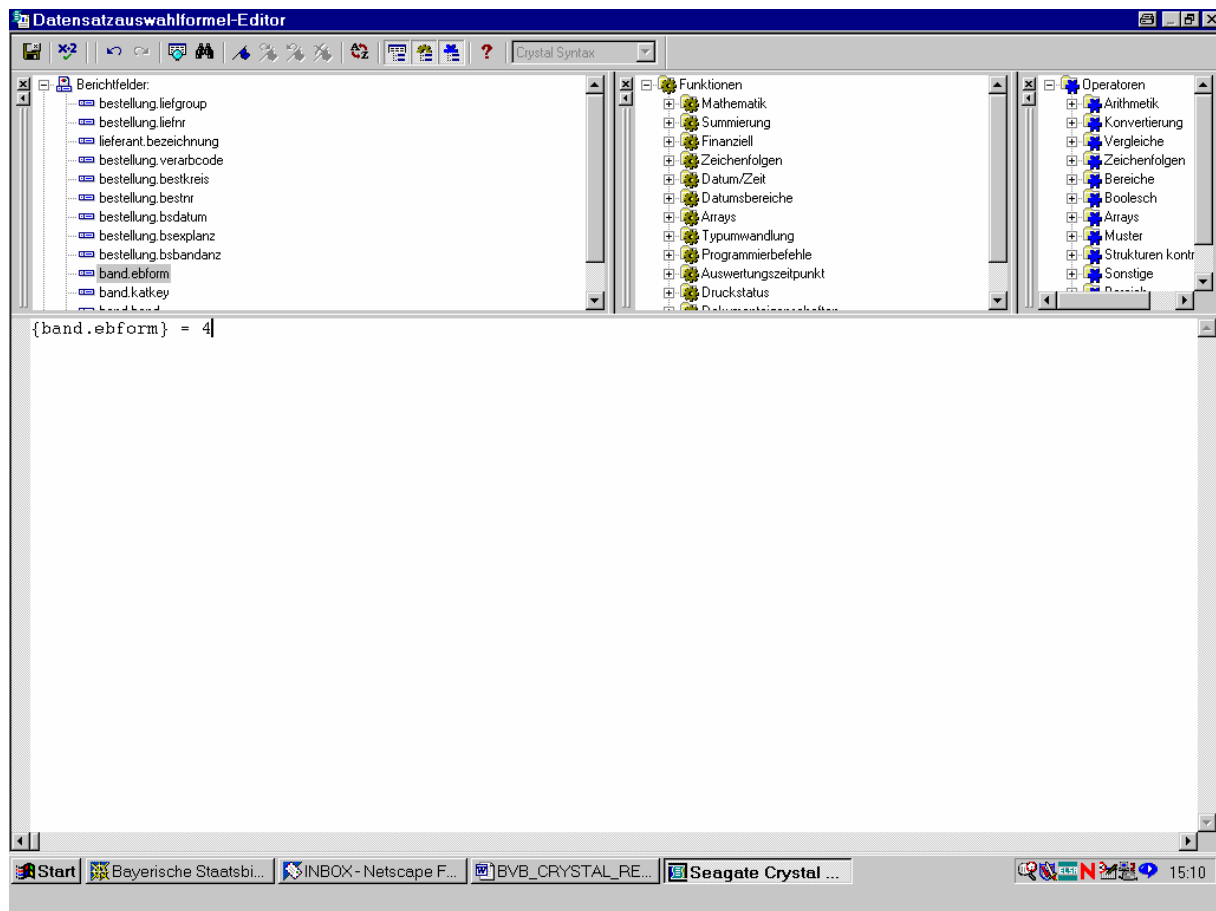 Datensatzauswahlformel-Editor
X·2
Crystal Syntax
Berichtfelder:
bestellung.liefgroup
bestellung.liefnr
lieferant.bezeichnung
bestellung.verarbcode
bestellung.bestkreis
bestellung.bestnr
bestellung.bsdatum
bestellung.bsexplanz
bestellung.bsbandanz
band.ebform
band.katkey
Funktionen
Mathematik
Summierung
Finanziell
Zeichenfolgen
Datum/Zeit
Datumsbereiche
Arrays
Typumwandlung
Programmierbefehle
Auswertungszeitpunkt
Druckstatus
Operatoren
Arithmetik
Konvertierung
Vergleiche
Zeichenfolgen
Bereiche
Boolesch
Arrays
Muster
Strukturen kontr
Sonstige
{band.ebform} = 4
Start
Bayerische Staatsbi...
INBOX - Netscape F...
BVB_CRYSTAL_RE...
Seagate Crystal ...
15:10